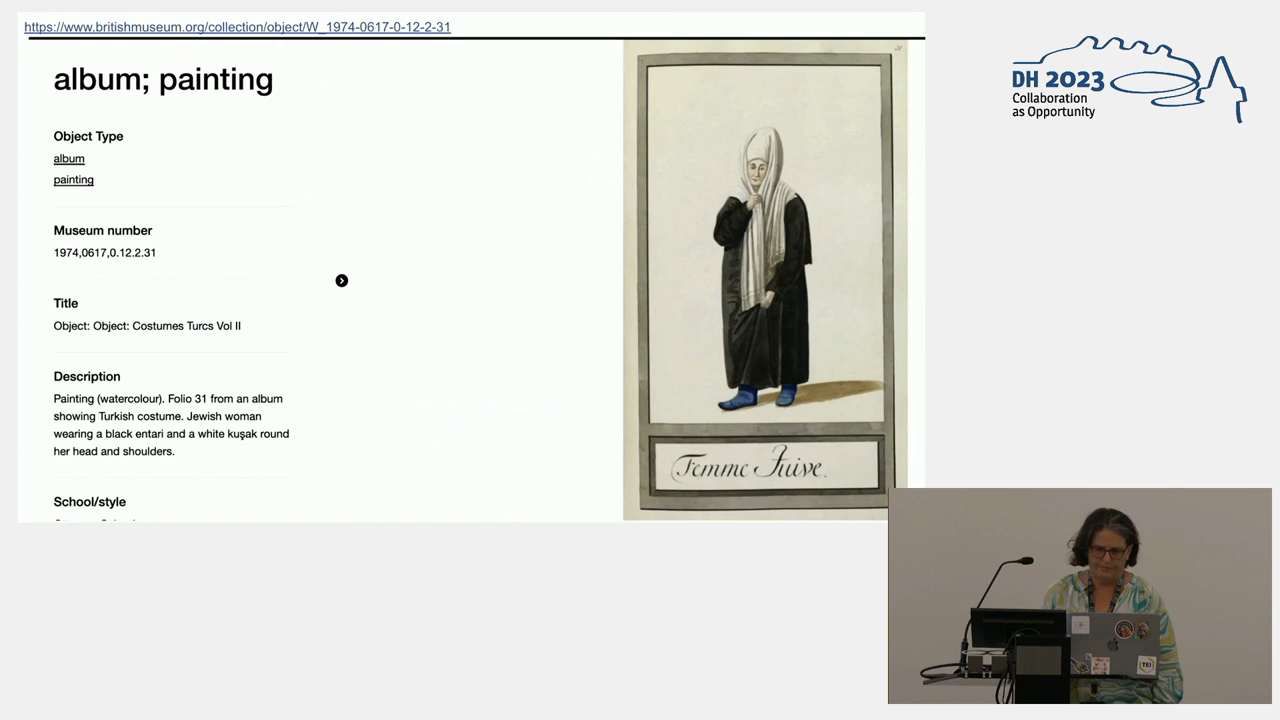 https://www.britishmuseum.org/collection/object/W_1974-0617-0-12-2-31
album; painting
Object Type
album
painting
Museum number
1974,0617,0.12.2.31
Title
Object: Object: Costumes Turcs Vol II
Description
Painting (watercolour). Folio 31 from an album
showing Turkish costume. Jewish woman
wearing a black entari and a white kuşak round
her head and shoulders.
School/style
Femme Juive.
DH 2023
Collaboration
as Opportunity
TEI